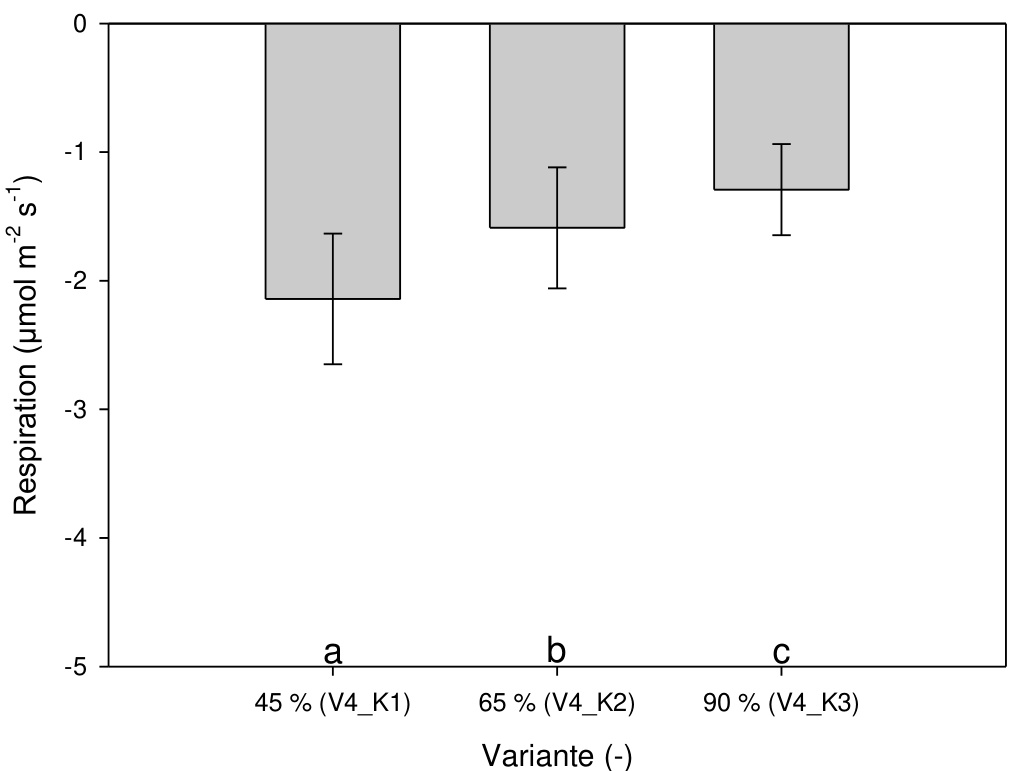 0
-1
-2
-3
-4
-5
Respiration (µmol m⁻² s⁻¹)
a b c
45 % (V4_K1) 65 % (V4_K2) 90 % (V4_K3)
Variante (-)